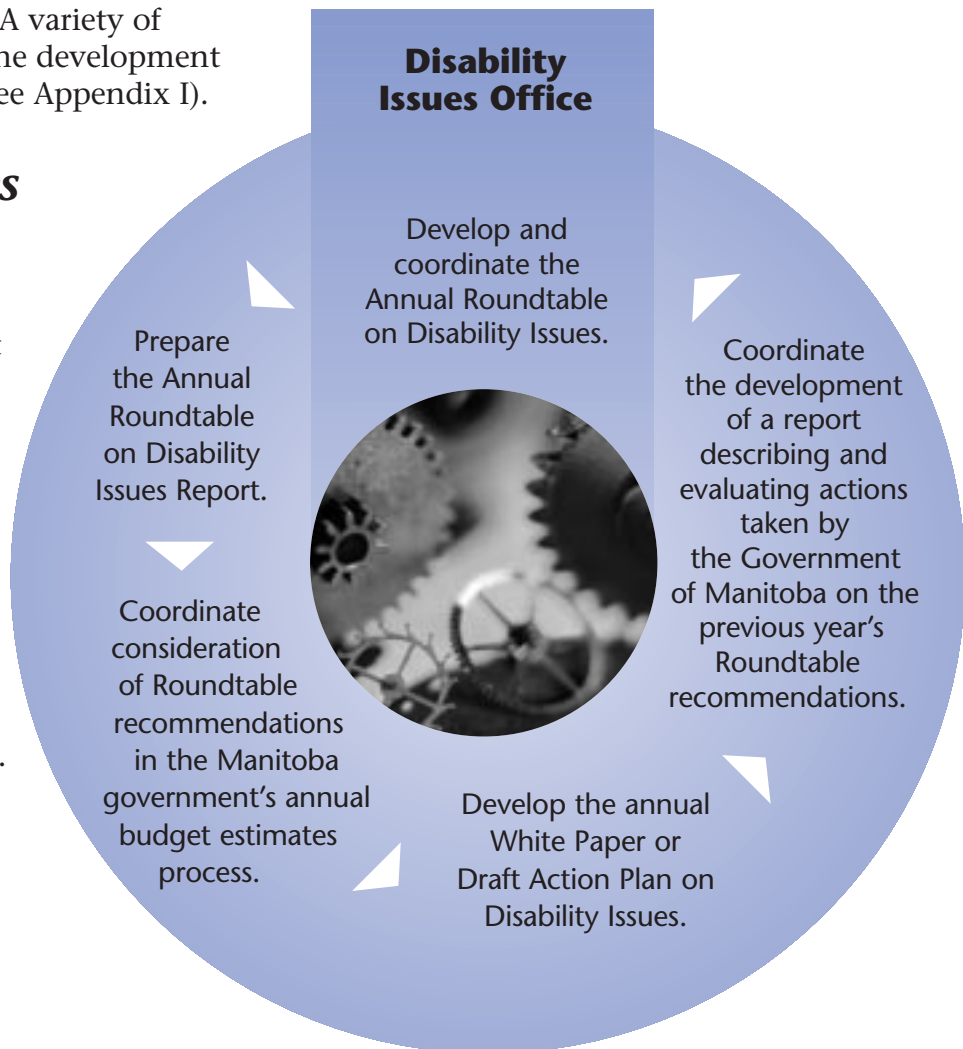 A variety of
development
ee Appendix I).
Disability
Issues Office
Develop and
coordinate the
Annual Roundtable
on Disability Issues.
Prepare
the Annual
Roundtable
on Disability
Issues Report.
Coordinate
the development
of a report
describing and
evaluating actions
taken by
the Government
of Manitoba on the
previous year's
Roundtable
recommendations.
Coordinate
consideration
of Roundtable
recommendations
in the Manitoba
government's annual
budget estimates
process.
Develop the annual
White Paper or
Draft Action Plan on
Disability Issues.